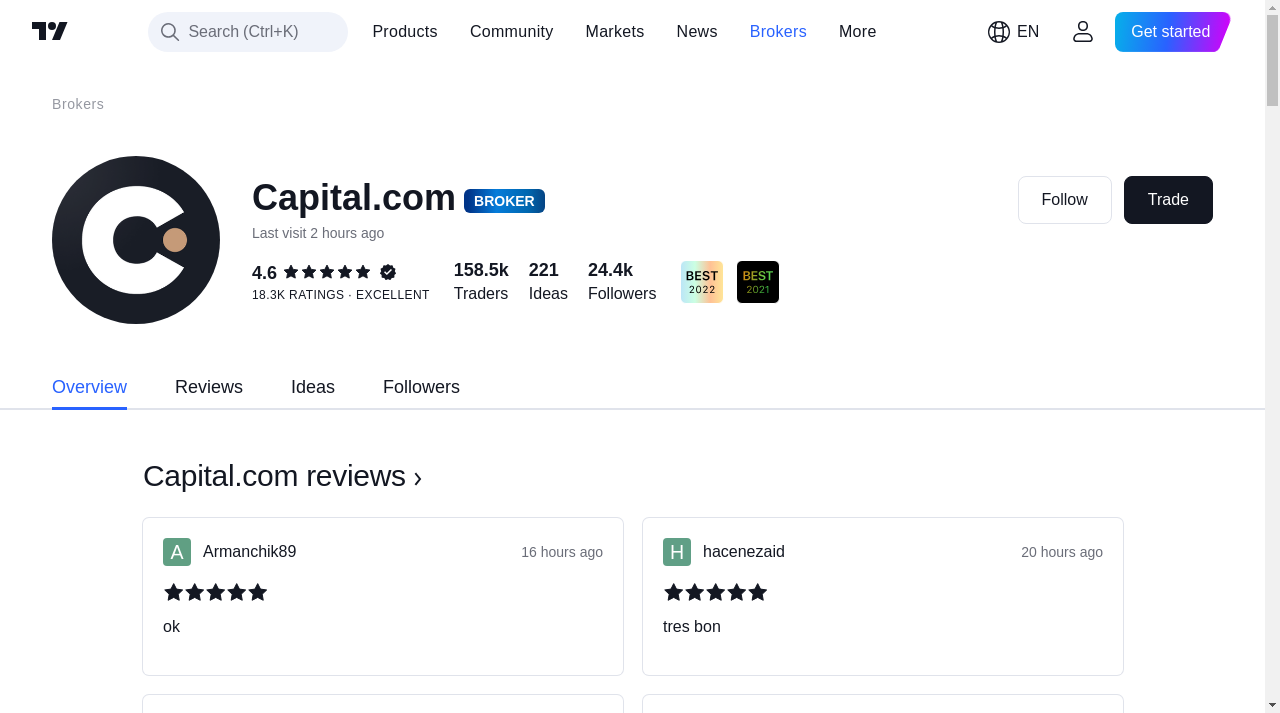 Search (Ctrl+K) Products Community Markets News Brokers More EN Get started
Brokers
Capital.com BROKER
Last visit 2 hours ago
Follow Trade
4.6 158.5k 221 24.4k
18.3K RATINGS · EXCELLENT Traders Ideas Followers
BEST 2022
BEST 2021
Overview Reviews Ideas Followers
Capital.com reviews ›
A Armanchik89 16 hours ago
ok
H hacenezaid 20 hours ago
tres bon